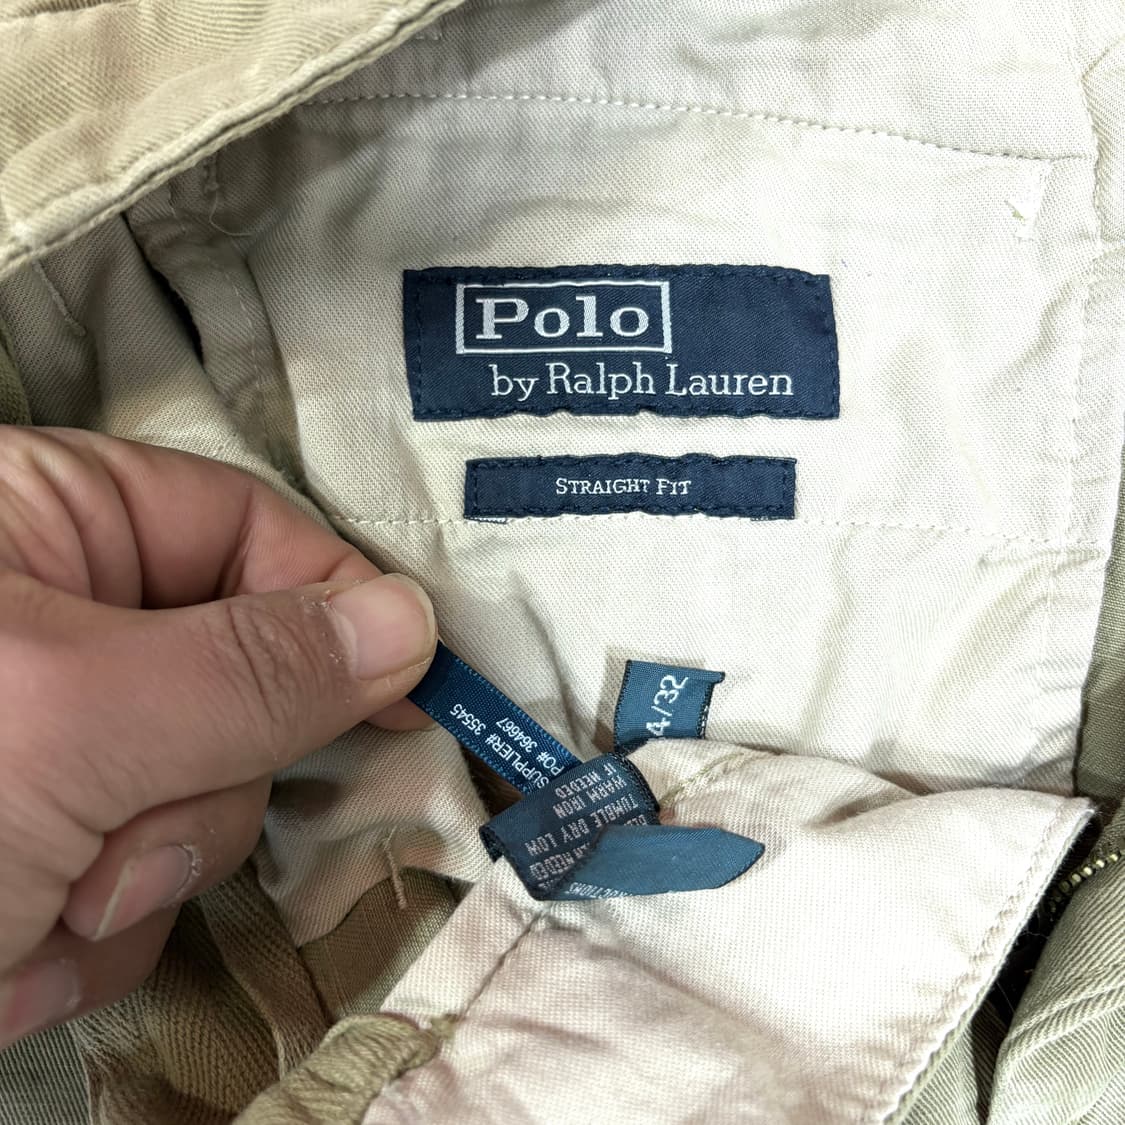 Polo
by Ralph Lauren
STRAIGHT FIT
4/32
SUPPLIER# 35545
PO# 364667
IF NEEDED
WARM IRON
TUMBLE DRY LOW
NEEDED